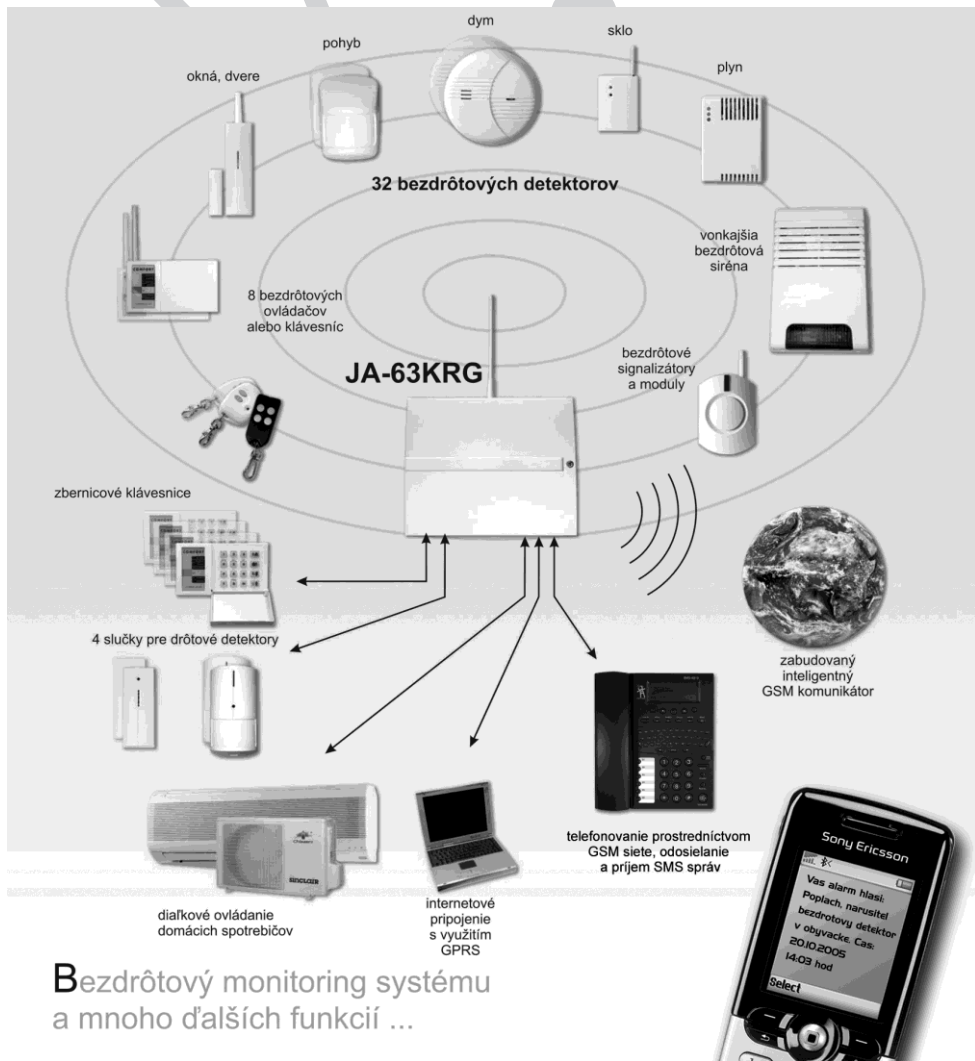 dym
sklo
pohyb
plyn
okná, dvere
32 bezdrôtových detektorov
vonkajšia
bezdrôtová
siréna
8 bezdrôtových
ovládačov
alebo klávesníc
bezdrôtové
signalizátory
a moduly
JA-63KRG
zbernicové klávesnice
4 slučky pre drôtové detektory
zabudovaný
inteligentný
GSM komunikátor
SINCLAIR
telefonovanie prostredníctvom
GSM siete, odosielanie
a príjem SMS správ
diaľkové ovládanie
domácich spotrebičov
internetové
pripojenie
s využitím
GPRS
Sony Ericsson
Vas alarm hlasi:
Poplach, narusitel
bezdrotovy detektor
v obyvacke, Cas:
20.10.2005
14:03 hod
Select
Bezdrôtový monitoring systému
a mnoho ďalších funkcií ...